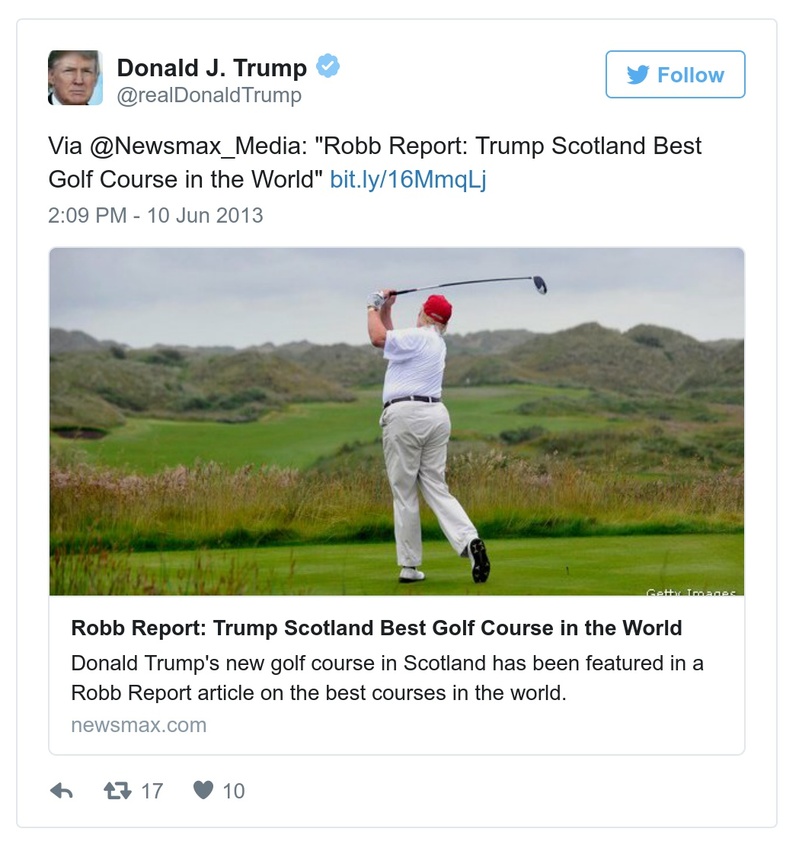 Donald J. Trump
@realDonaldTrump
Follow
Via @Newsmax_Media: "Robb Report: Trump Scotland Best
Golf Course in the World" bit.ly/16MmqLj
2:09 PM - 10 Jun 2013
Getty Images
Robb Report: Trump Scotland Best Golf Course in the World
Donald Trump's new golf course in Scotland has been featured in a
Robb Report article on the best courses in the world.
newsmax.com
17
10